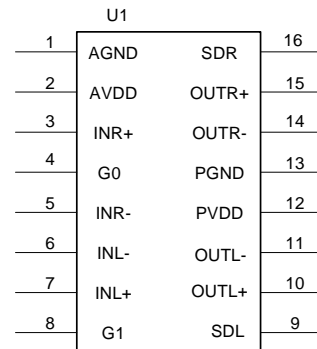 U1
1 AGND SDR 16
2 AVDD OUTR+ 15
3 INR+ OUTR- 14
4 G0 PGND 13
5 INR- PVDD 12
6 INL- OUTL- 11
7 INL+ OUTL+ 10
8 G1 SDL 9